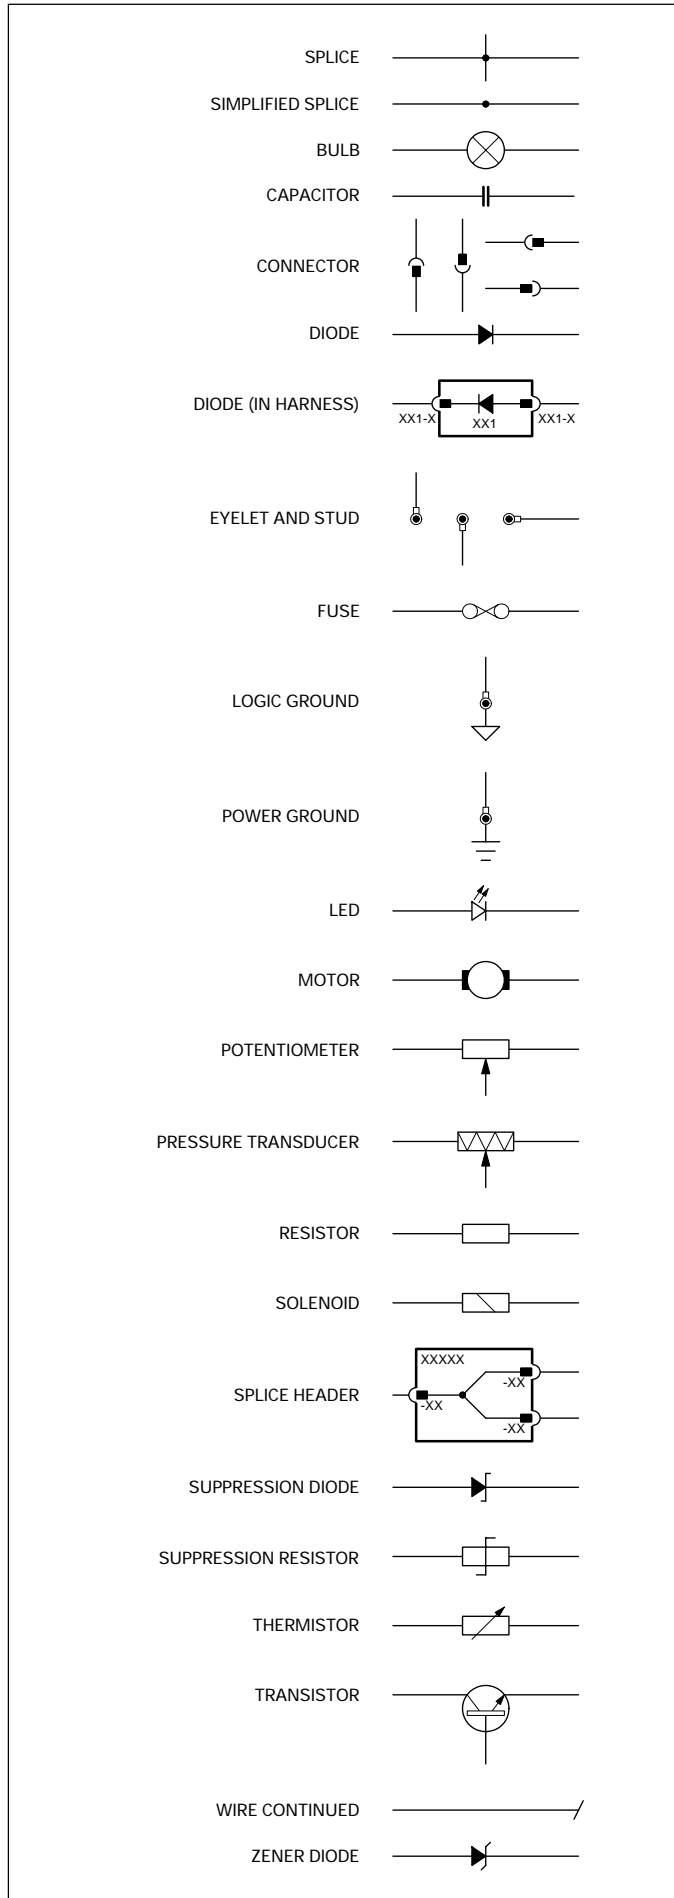 SPLICE
SIMPLIFIED SPLICE
BULB
CAPACITOR
CONNECTOR
DIODE
DIODE (IN HARNESS)
XX1-X XX1 XX1-X
EYELET AND STUD
FUSE
LOGIC GROUND
POWER GROUND
LED
MOTOR
POTENTIOMETER
PRESSURE TRANSDUCER
RESISTOR
SOLENOID
XXXXX
-XX
SPLICE HEADER
-XX
-XX
SUPPRESSION DIODE
SUPPRESSION RESISTOR
THERMISTOR
TRANSISTOR
WIRE CONTINUED
ZENER DIODE